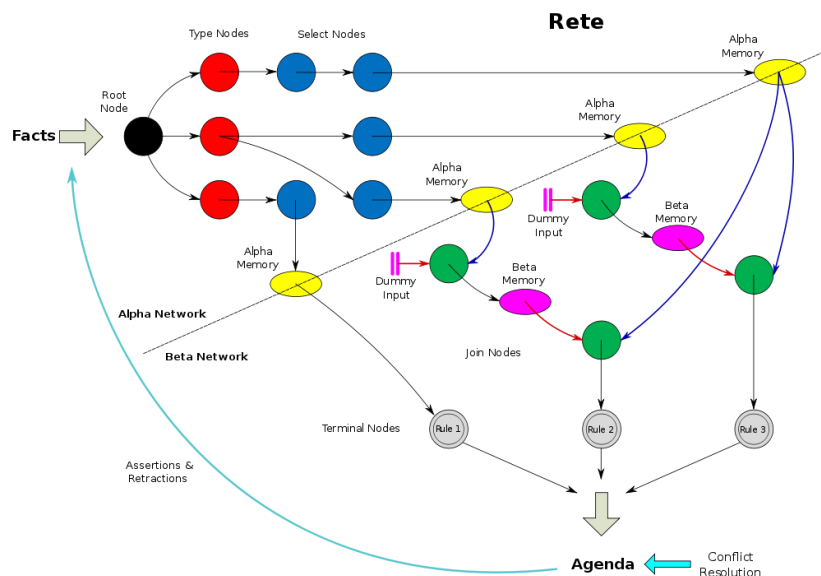 Rete
Type Nodes
Select Nodes
Alpha
Memory
Root
Node
Facts
Alpha
Memory
Alpha
Memory
Dummy
Input
Beta
Memory
Alpha
Memory
Dummy
Input
Beta
Memory
Alpha Network
Beta Network
Join Nodes
Terminal Nodes
Rule 1
Rule 2
Rule 3
Assertions &
Retractions
Agenda
Conflict
Resolution